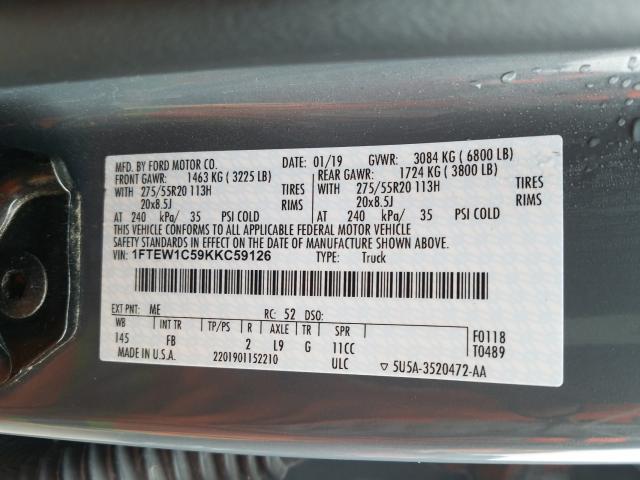 MFD. BY FORD MOTOR CO.
DATE: 01/19 GVWR: 3084 KG ( 6800 LB)
FRONT GAWR: 1463 KG ( 3225 LB) REAR GAWR: 1724 KG ( 3800 LB)
WITH 275/55R20 113H TIRES WITH 275/55R20 113H TIRES
20x8.5J RIMS 20x8.5J RIMS
AT 240 kPa/ 35 PSI COLD AT 240 kPa/ 35 PSI COLD
THIS VEHICLE CONFORMS TO ALL APPLICABLE FEDERAL MOTOR VEHICLE
SAFETY STANDARDS IN EFFECT ON THE DATE OF MANUFACTURE SHOWN ABOVE.
VIN: 1FTEW1C59KKC59126 TYPE: Truck
EXT PNT: ME RC: 52 DSO:
WB INT TR TP/PS R AXLE TR SPR F0118
145 FB 2 L9 G 11CC T0489
MADE IN U.S.A. 2201901152210 ULC ▽ 5U5A-3520472-AA